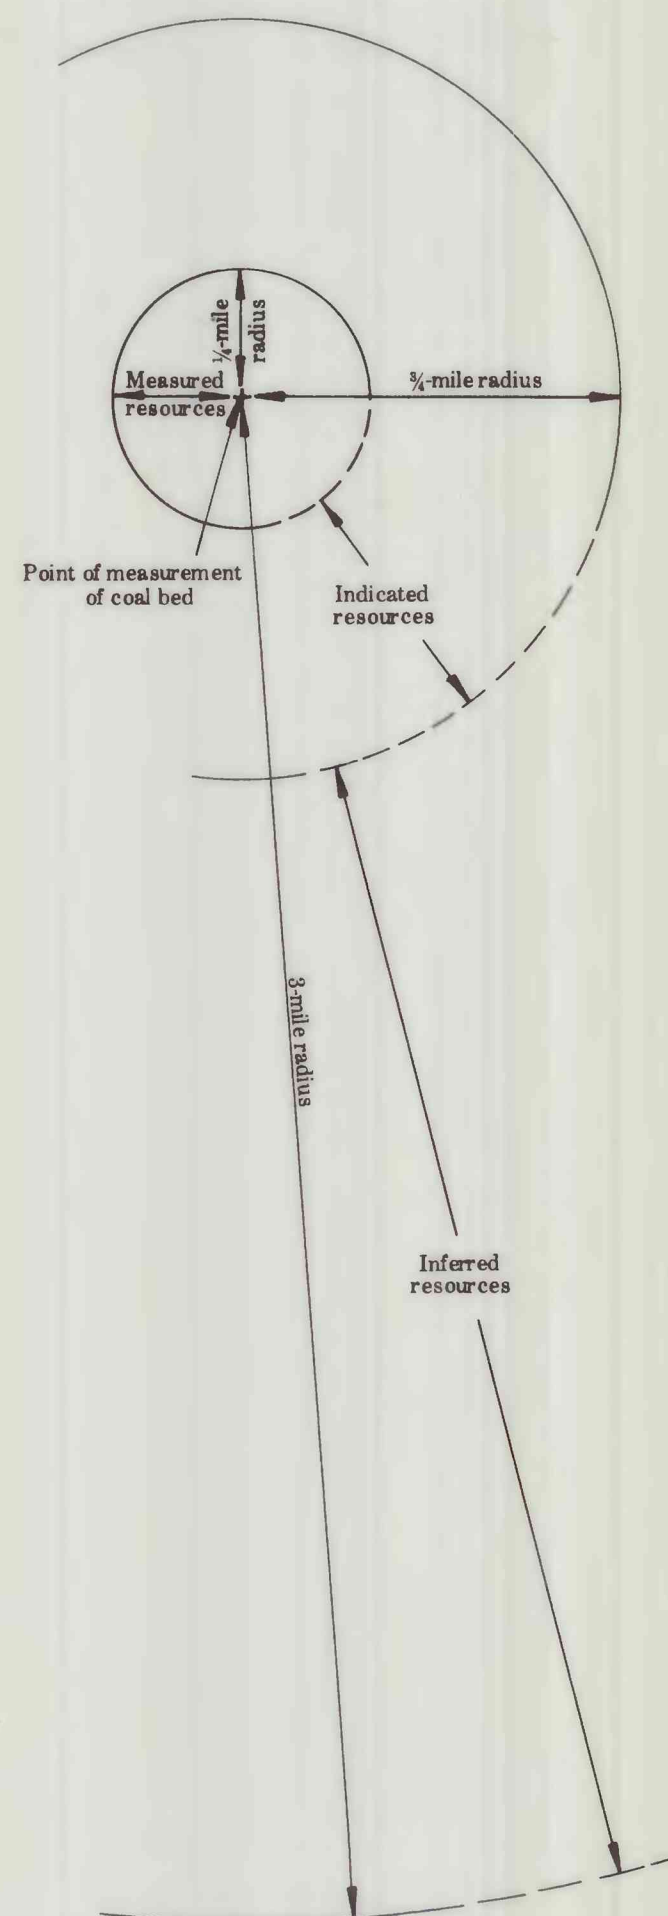 ¼-mile
radius
Measured
resources
¾-mile radius
Point of measurement
of coal bed
Indicated
resources
3-mile radius
Inferred
resources